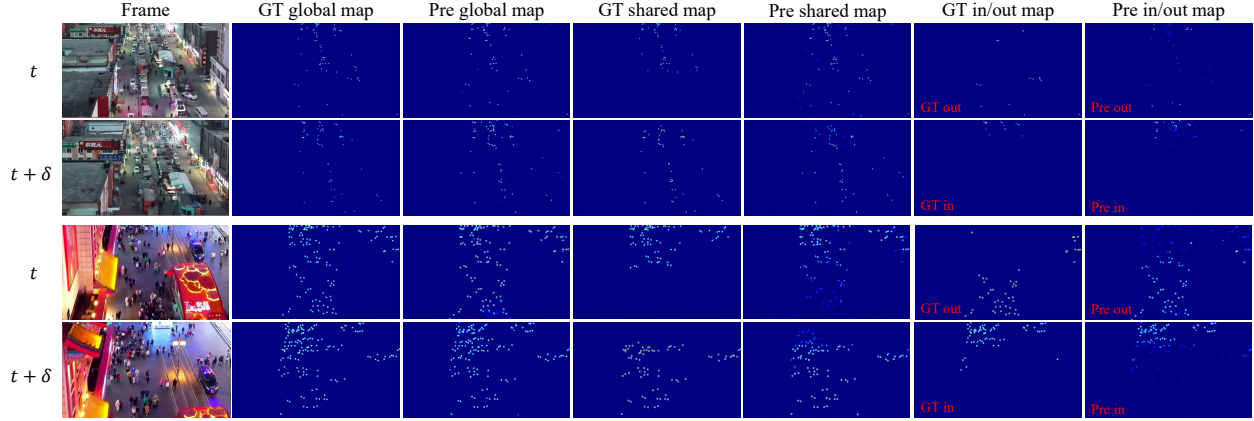 Frame GT global map Pre global map GT shared map Pre shared map GT in/out map Pre in/out map
t
GT out Pre out
t + δ
GT in Pre in
t
GT out Pre out
t + δ
GT in Pre in